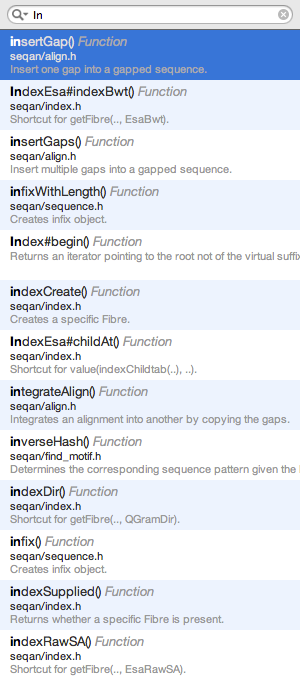 In
insertGap() Function
seqan/align.h
Insert one gap into a gapped sequence.
IndexEsa#indexBwt() Function
seqan/index.h
Shortcut for getFibre(.., EsaBwt).
insertGaps() Function
seqan/align.h
Insert multiple gaps into a gapped sequence.
infixWithLength() Function
seqan/sequence.h
Creates infix object.
Index#begin() Function
Returns an iterator pointing to the root not of the virtual suffix
indexCreate() Function
seqan/index.h
Creates a specific Fibre.
IndexEsa#childAt() Function
seqan/index.h
Shortcut for value(indexChildtab(..), ..).
integrateAlign() Function
seqan/align.h
Integrates an alignment into another by copying the gaps.
inverseHash() Function
seqan/find_motif.h
Determines the corresponding sequence pattern given the
indexDir() Function
seqan/index.h
Shortcut for getFibre(.., QGramDir).
infix() Function
seqan/sequence.h
Creates infix object.
indexSupplied() Function
seqan/index.h
Returns whether a specific Fibre is present.
indexRawSA() Function
seqan/index.h
Shortcut for getFibre(.., EsaRawSA).